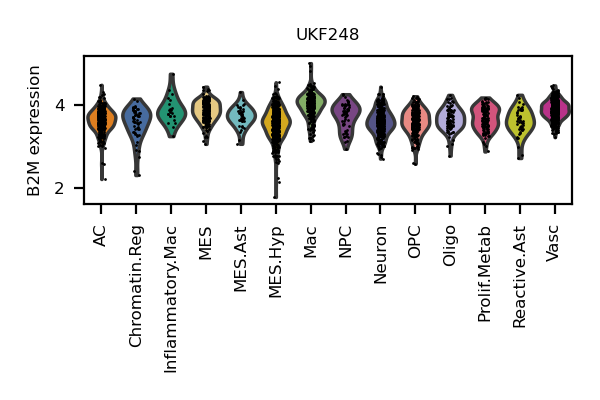 UKF248
B2M expression
4
2
AC
Chromatin.Reg
Inflammatory.Mac
MES
MES.Ast
MES.Hyp
Mac
NPC
Neuron
OPC
Oligo
Prolif.Metab
Reactive.Ast
Vasc